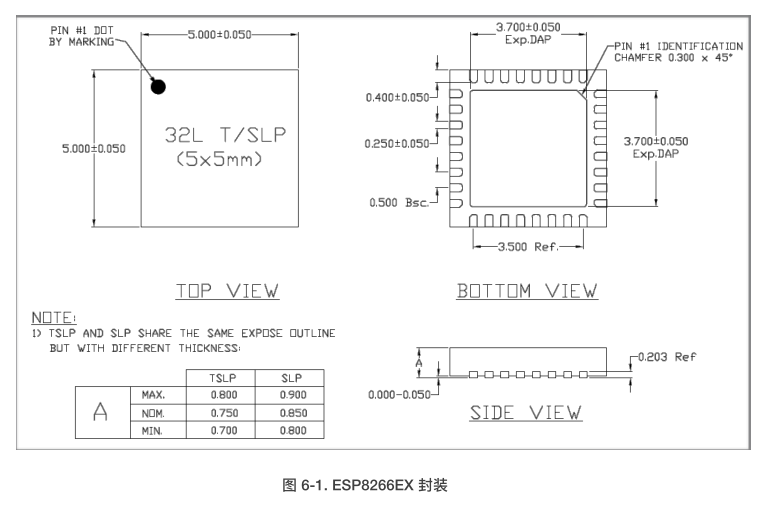 PIN #1 DOT
BY MARKING
5.000±0.050
5.000±0.050
32L T/SLP
(5x5mm)
TOP VIEW
3.700±0.050
Exp.DAP
PIN #1 IDENTIFICATION
CHAMFER 0.300 x 45°
0.400±0.050
0.250±0.050
0.500 Bsc.
3.700±0.050
Exp.DAP
3.500 Ref.
BOTTOM VIEW
NOTE:
1) TSLP AND SLP SHARE THE SAME EXPOSE OUTLINE
BUT WITH DIFFERENT THICKNESS:
TSLP SLP
A
MAX. 0.800 0.900
NOM. 0.750 0.850
MIN. 0.700 0.800
A
0.203 Ref
0.000-0.050
SIDE VIEW
图 6-1. ESP8266EX 封装